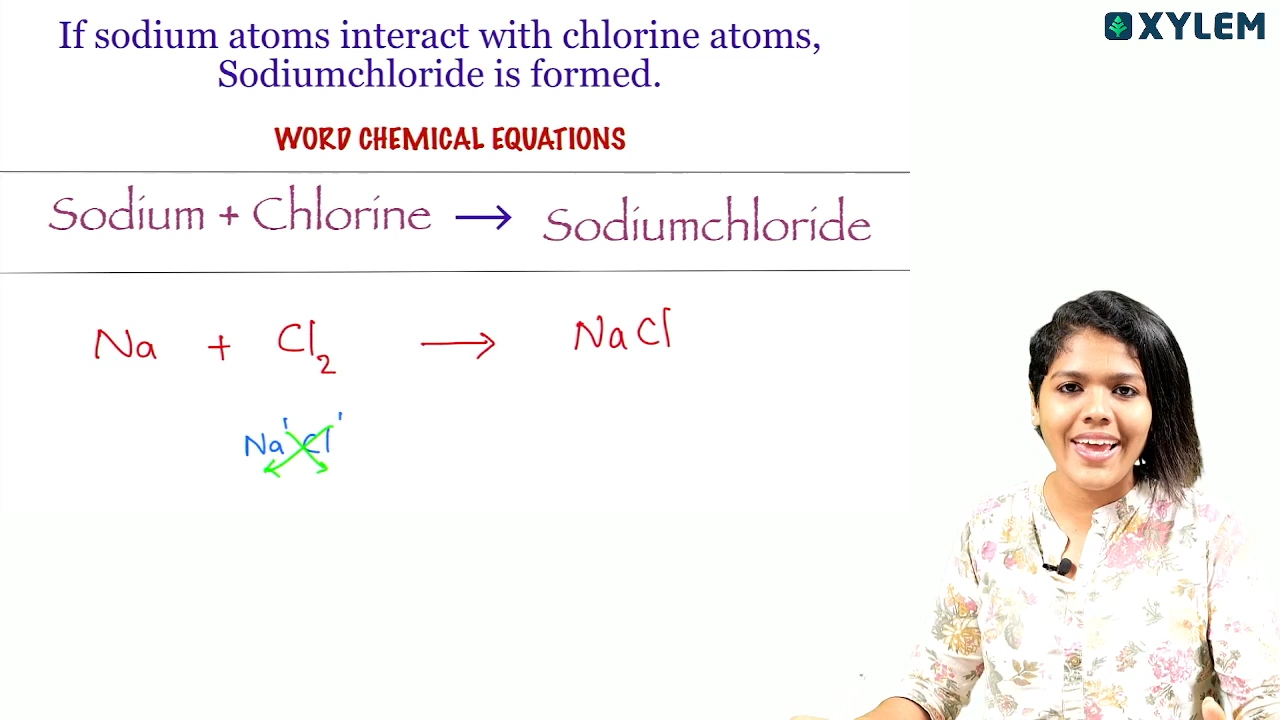 XYLEM
If sodium atoms interact with chlorine atoms,
Sodiumchloride is formed.
WORD CHEMICAL EQUATIONS
Sodium + Chlorine → Sodiumchloride
Na + Cl₂ → NaCl
Na¹ Cl¹